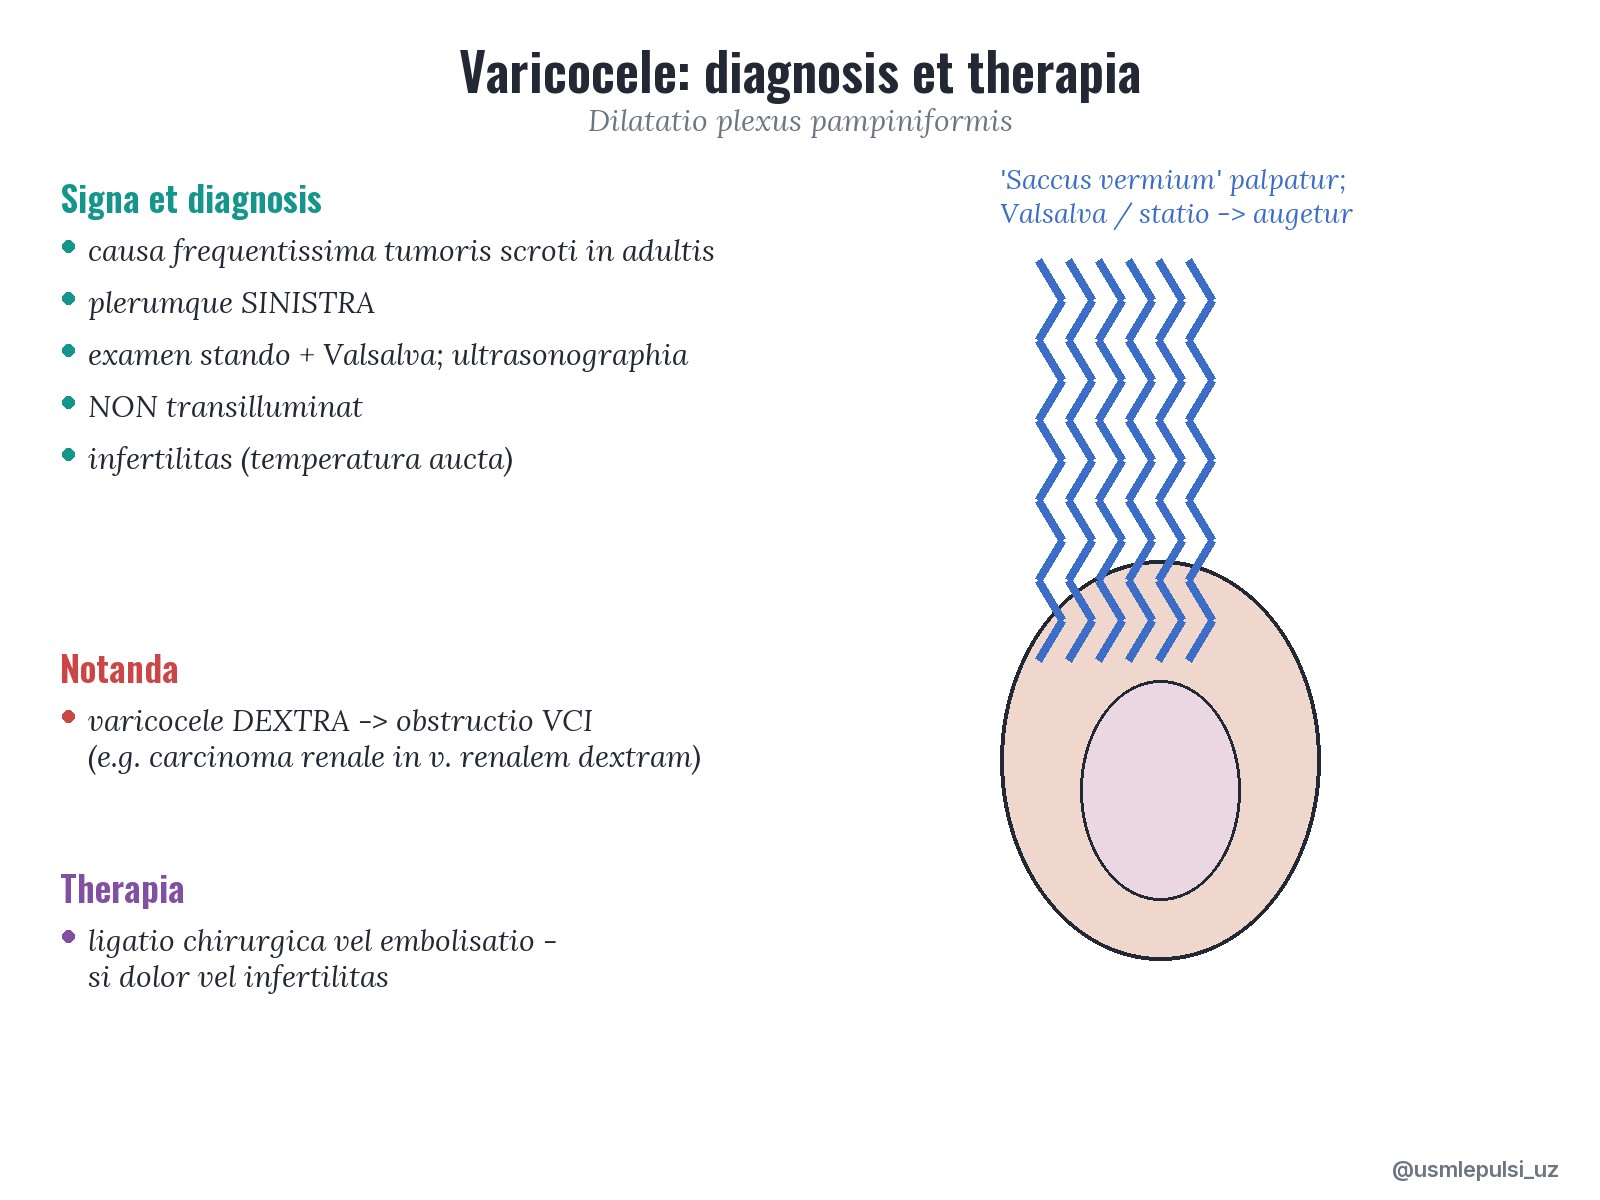 Varicocele: diagnosis et therapia
Dilatatio plexus pampiniformis
Signa et diagnosis
causa frequentissima tumoris scroti in adultis
plerumque SINISTRA
examen stando + Valsalva; ultrasonographia
NON transilluminat
infertilitas (temperatura aucta)
Notanda
varicocele DEXTRA -> obstructio VCI
(e.g. carcinoma renale in v. renalem dextram)
Therapia
ligatio chirurgica vel embolisatio -
si dolor vel infertilitas
'Saccus vermium' palpatur;
Valsalva / statio -> augetur
@usmlepulsi_uz